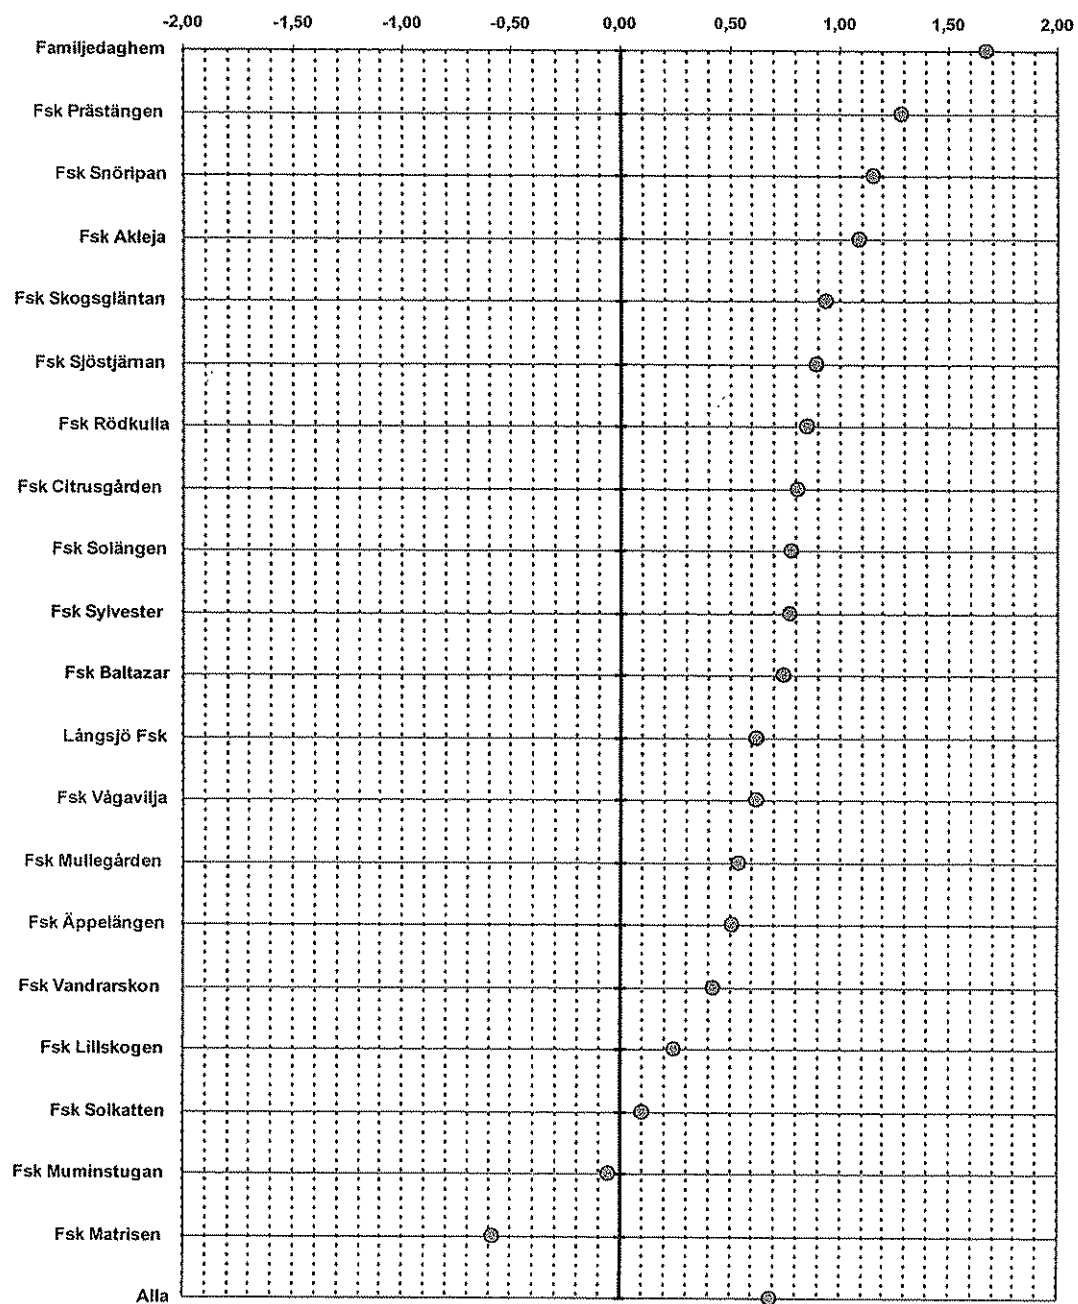 -2,00 -1,50 -1,00 -0,50 0,00 0,50 1,00 1,50 2,00
Familjedaghem
Fsk Prästängen
Fsk Snöripan
Fsk Akleja
Fsk Skogsgläntan
Fsk Sjöstjärnan
Fsk Rödkulla
Fsk Citrusgården
Fsk Solängen
Fsk Sylvester
Fsk Baltazar
Långsjö Fsk
Fsk Vågavilja
Fsk Mullegården
Fsk Äppelängen
Fsk Vandrarskon
Fsk Lillskogen
Fsk Solkatten
Fsk Muminstugan
Fsk Matrisen
Alla